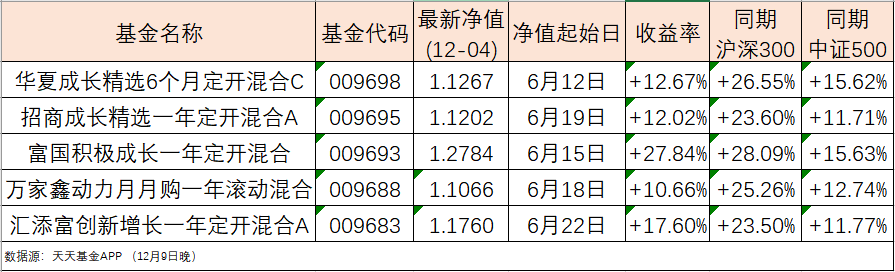 基金名称 基金代码 最新净值 (12-04) 净值起始日 收益率 同期 沪深300 同期 中证500
华夏成长精选6个月定开混合C 009698 1.1267 6月12日 +12.67% +26.55% +15.62%
招商成长精选一年定开混合A 009695 1.1202 6月19日 +12.02% +23.60% +11.71%
富国积极成长一年定开混合 009693 1.2784 6月15日 +27.84% +28.09% +15.63%
万家鑫动力月月购一年滚动混合 009688 1.1066 6月18日 +10.66% +25.26% +12.74%
汇添富创新增长一年定开混合A 009683 1.1760 6月22日 +17.60% +23.50% +11.77%
数据源：天天基金APP （12月9日晚）